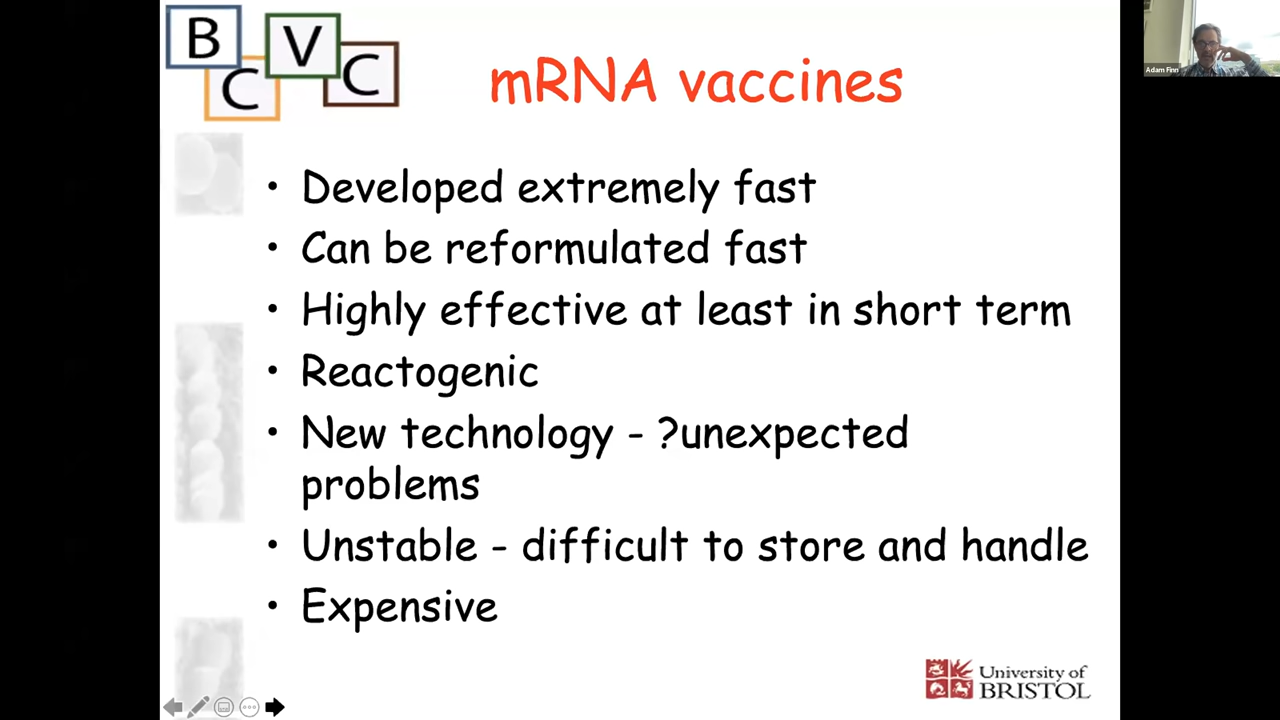 B
V
C
C
mRNA vaccines
Adam Finn
• Developed extremely fast
• Can be reformulated fast
• Highly effective at least in short term
• Reactogenic
• New technology - ?unexpected
problems
• Unstable - difficult to store and handle
• Expensive
University of
BRISTOL